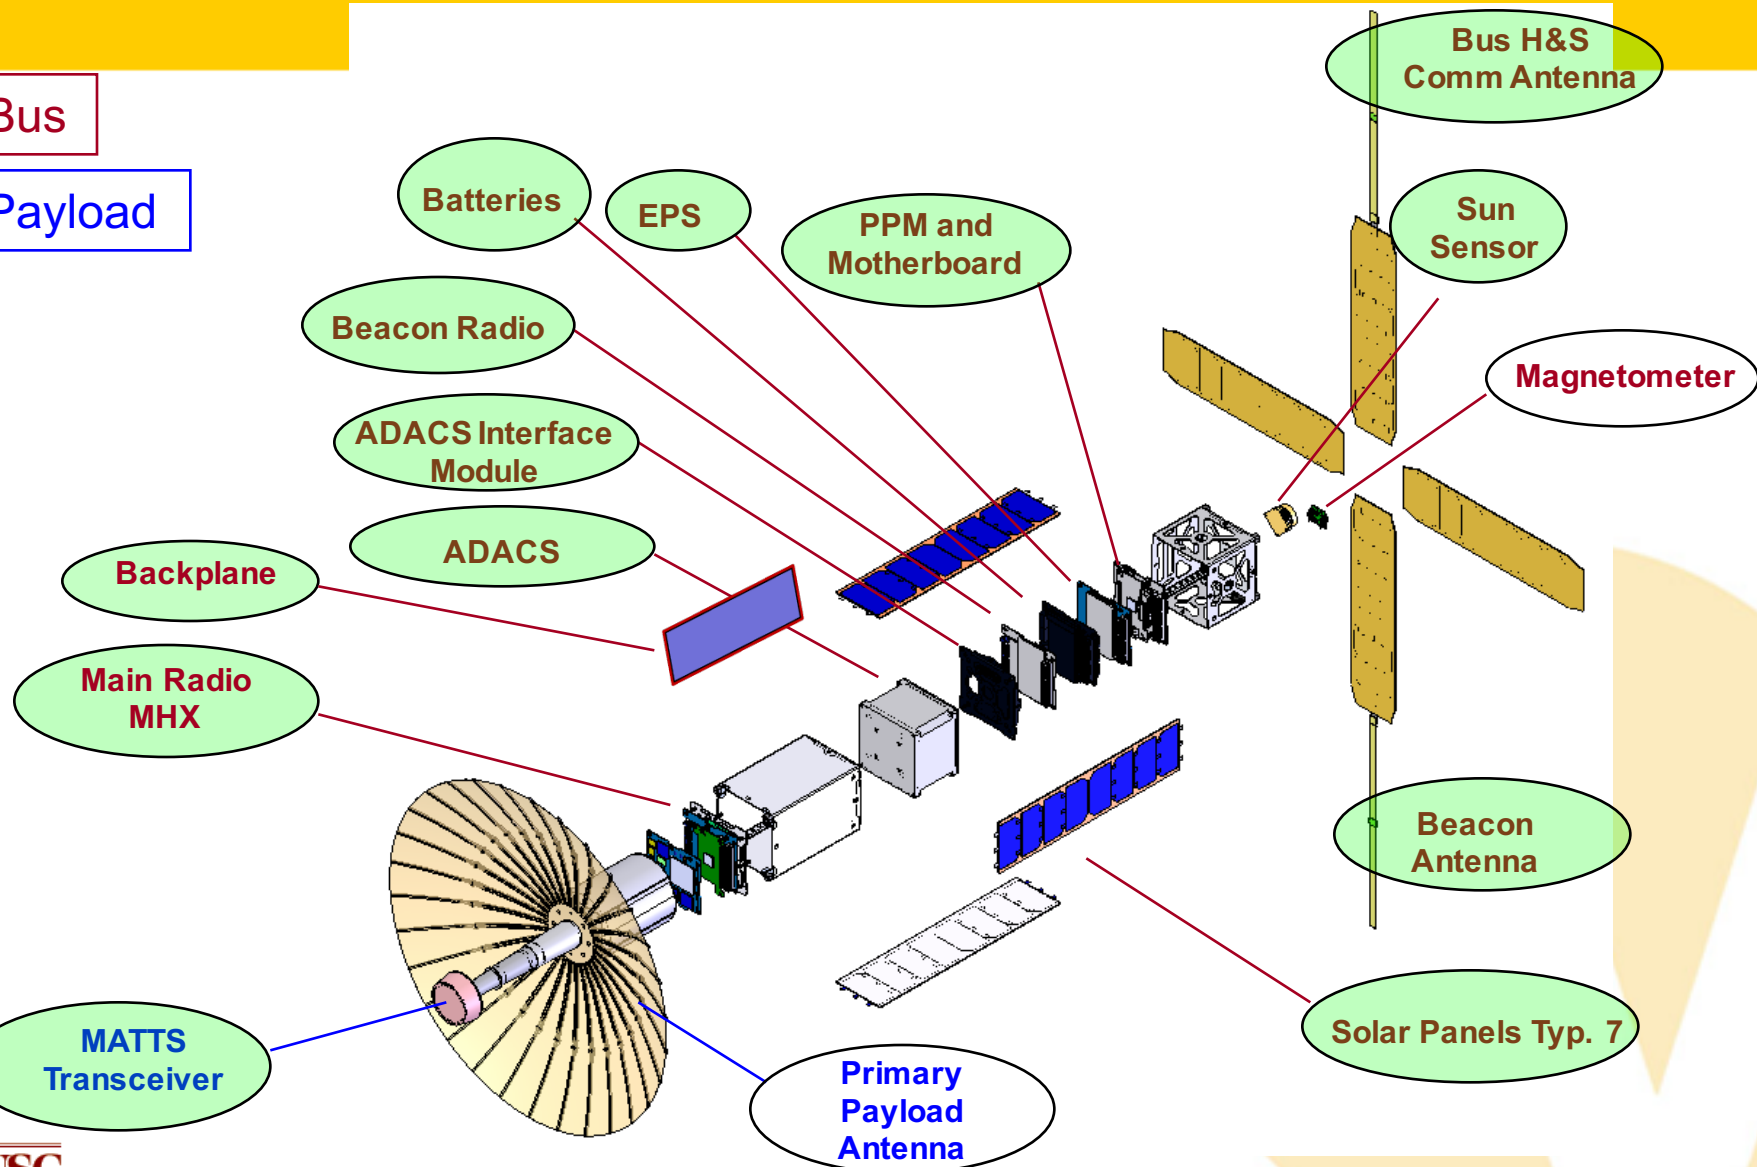 Bus
Payload
Bus H&S
Comm Antenna
Batteries
EPS
PPM and
Motherboard
Sun
Sensor
Beacon Radio
Magnetometer
ADACS Interface
Module
ADACS
Backplane
Main Radio
MHX
Beacon
Antenna
Solar Panels Typ. 7
MATTS
Transceiver
Primary
Payload
Antenna
USC